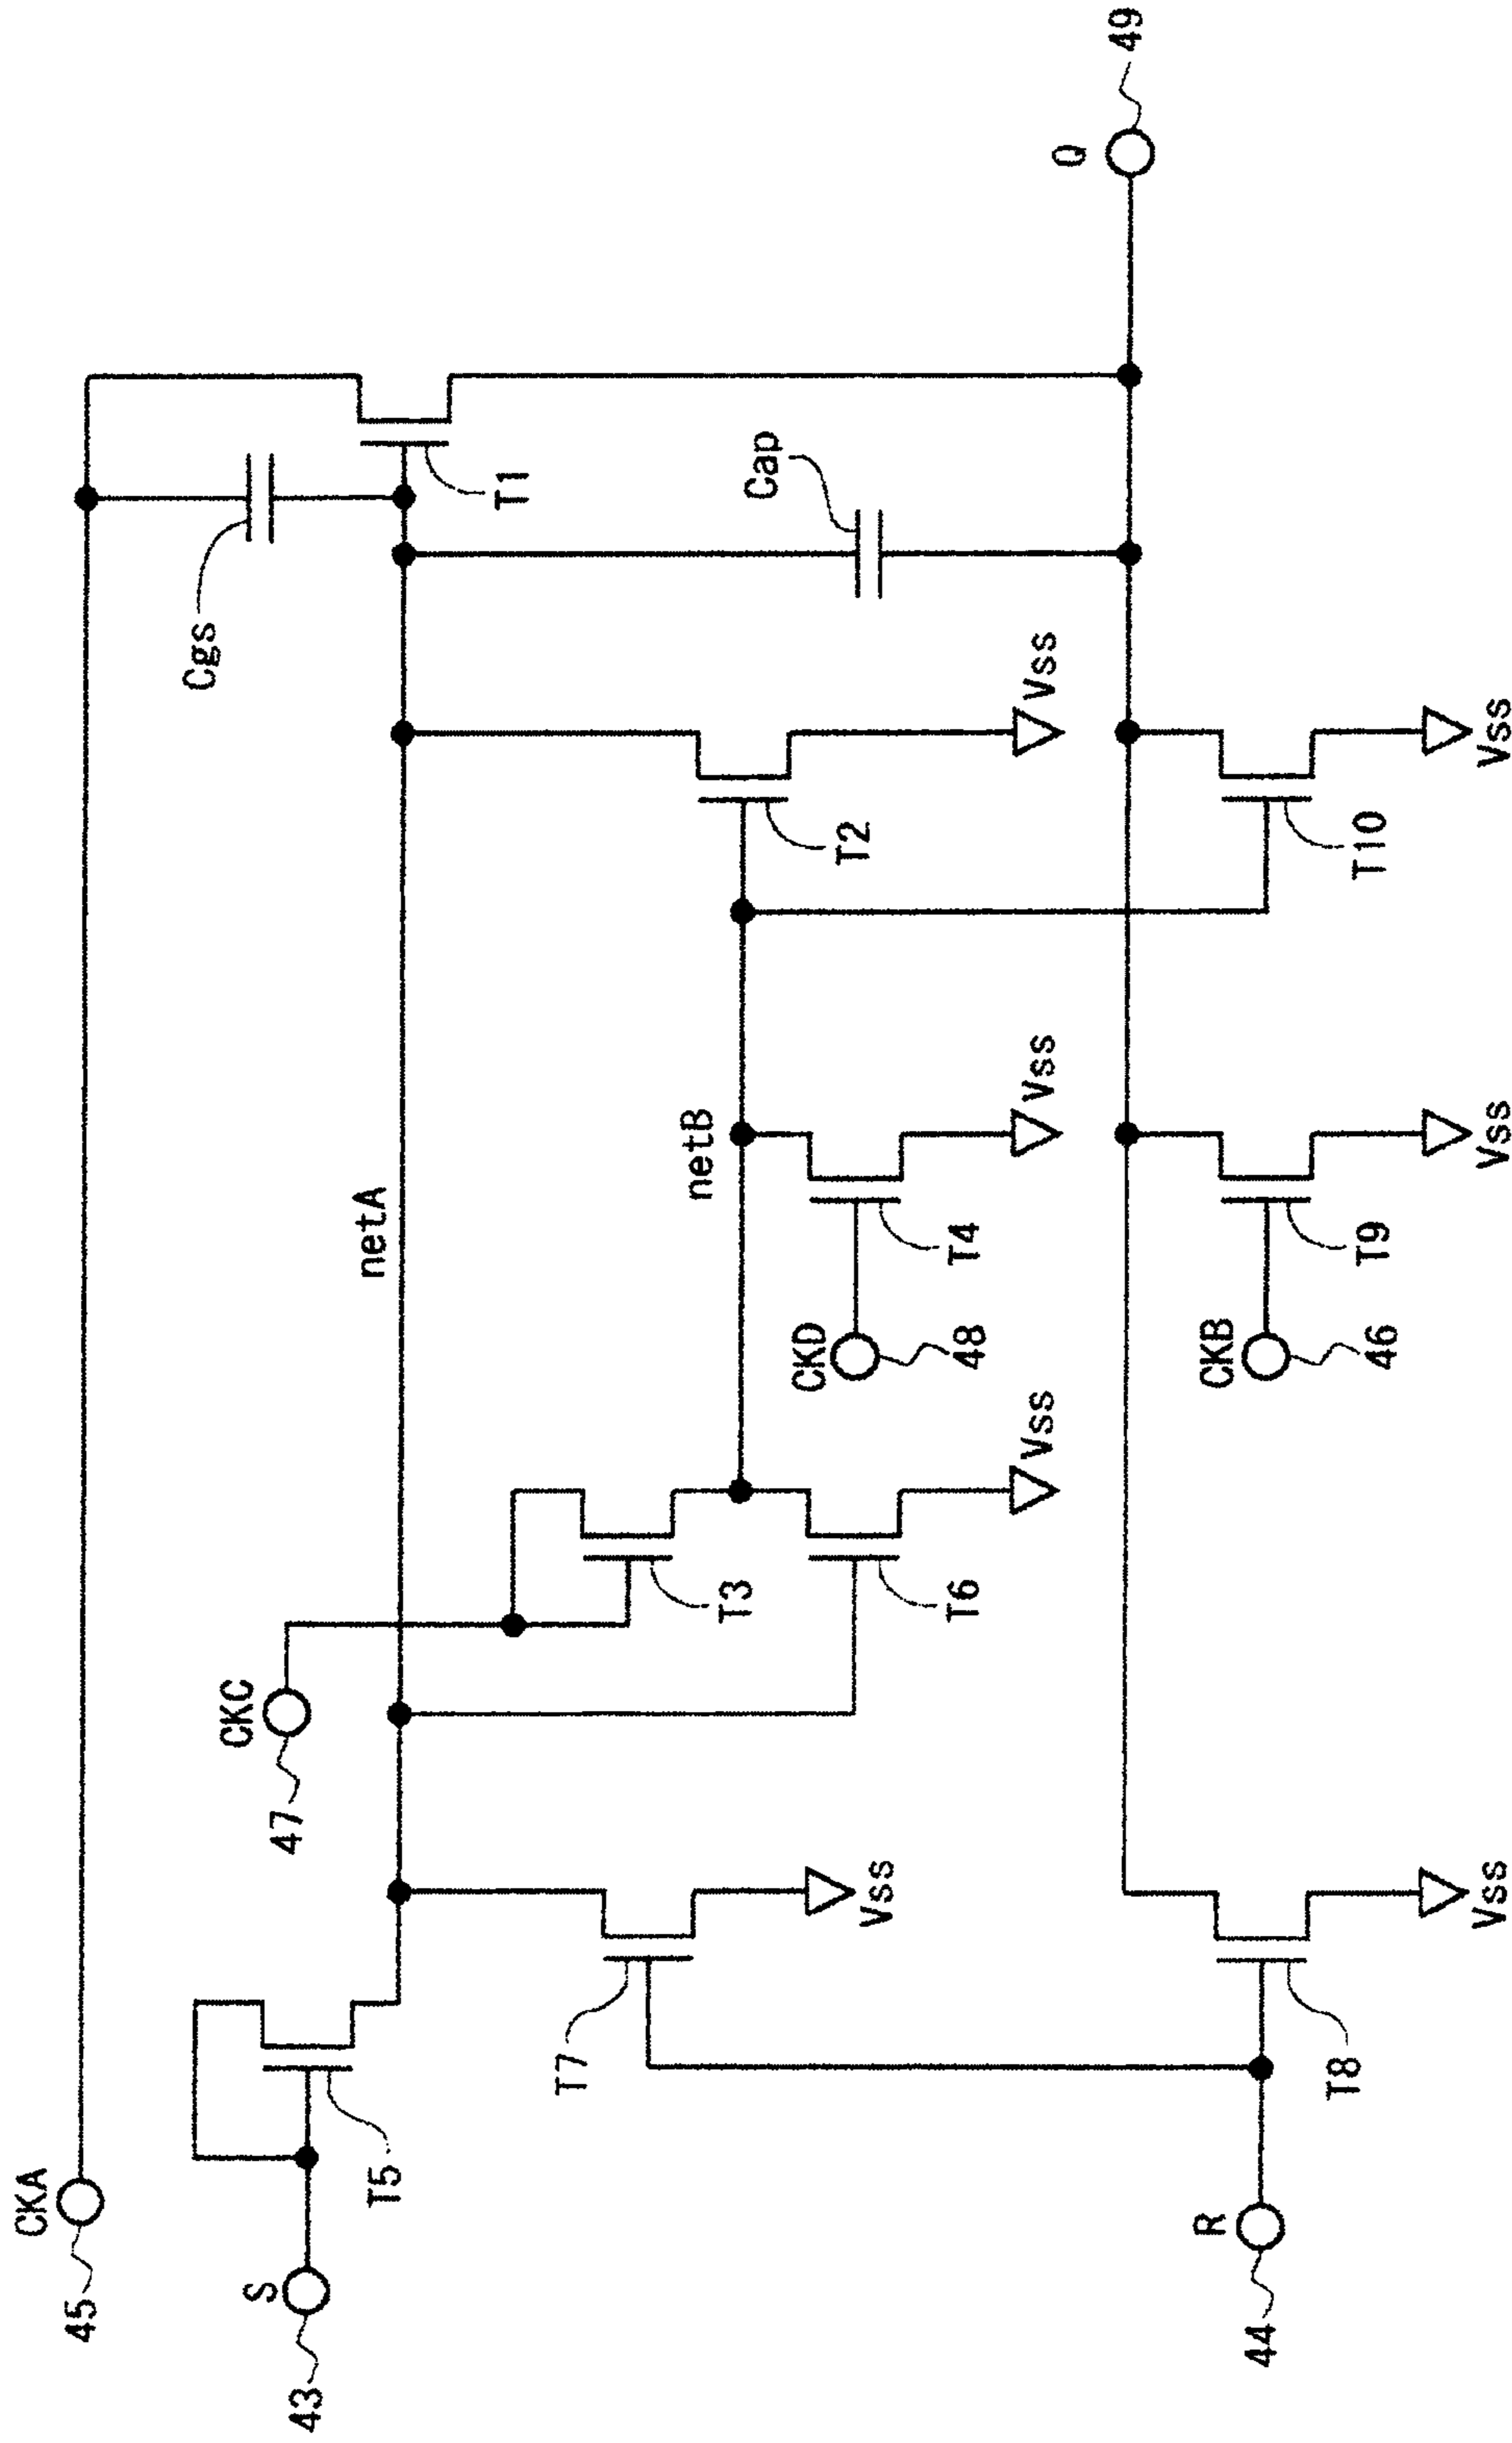 CKA
45
S
43
T5
47
CKC
netA
Cgs
T1
T7
Vss
T3
T6
Vss
netB
CKD
48
T4
Vss
T2
Vss
Cap
R
44
T8
Vss
CKB
46
T9
Vss
T10
Vss
Q
49